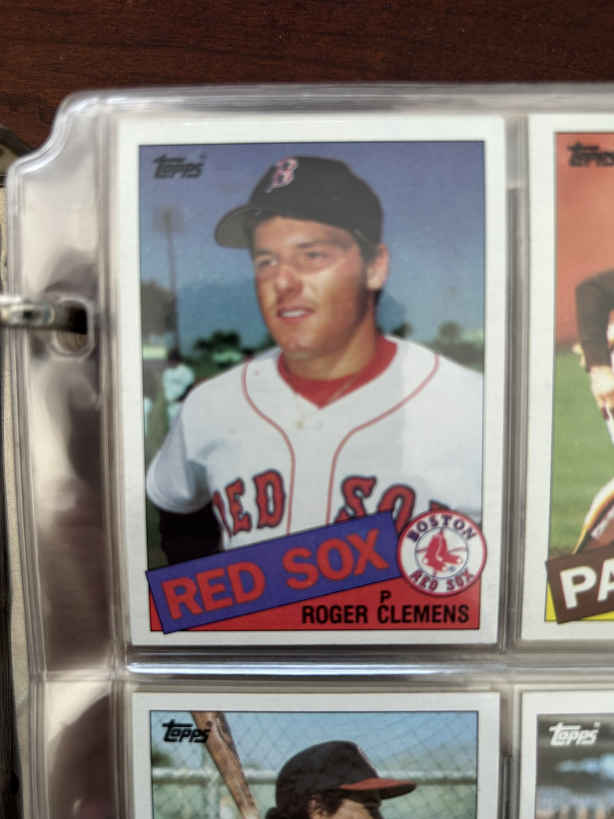 Topps
B
RED SOX
RED SOX
BOSTON
RED SOX
P
ROGER CLEMENS
Topps
PA
Topps
Topps